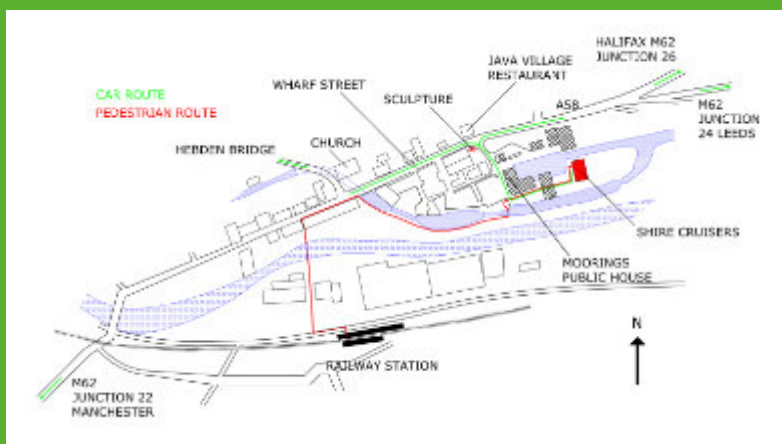 HALIFAX M62
JUNCTION 26
JAVA VILLAGE
RESTAURANT
WHARF STREET
CAR ROUTE
SCULPTURE
A58
M62
JUNCTION
24 LEEDS
PEDESTRIAN ROUTE
CHURCH
HEBDEN BRIDGE
SHIRE CRUISERS
MOORINGS
PUBLIC HOUSE
N
RAILWAY STATION
M62
JUNCTION 22
MANCHESTER